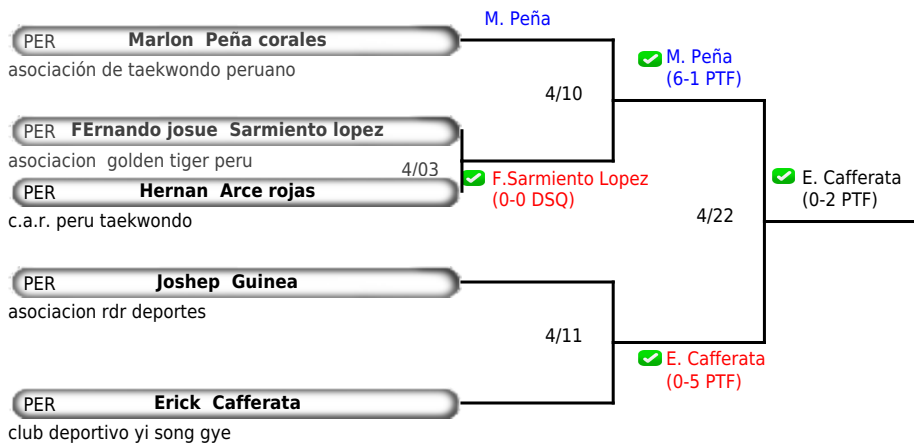 M. Peña
PER Marlon Peña corales
asociación de taekwondo peruano
M. Peña
(6-1 PTF)
4/10
PER FErnando josue Sarmiento lopez
asociacion golden tiger peru
4/03
F.Sarmiento Lopez
(0-0 DSQ)
PER Hernan Arce rojas
c.a.r. peru taekwondo
E. Cafferata
(0-2 PTF)
4/22
PER Joshep Guinea
asociacion rdr deportes
4/11
E. Cafferata
(0-5 PTF)
PER Erick Cafferata
club deportivo yi song gye